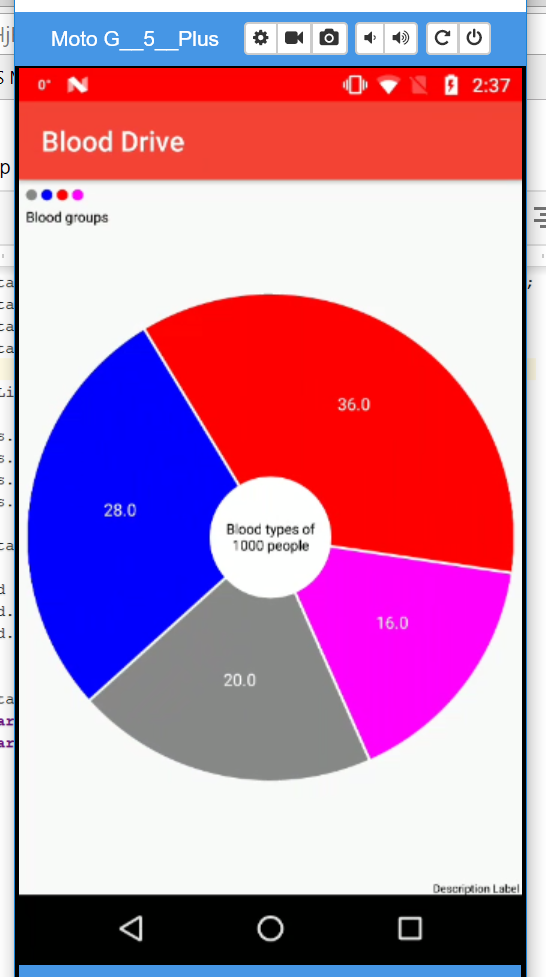 Moto G__5__Plus
0°
2:37
Blood Drive
Blood groups
36.0
28.0
Blood types of
1000 people
16.0
20.0
Description Label